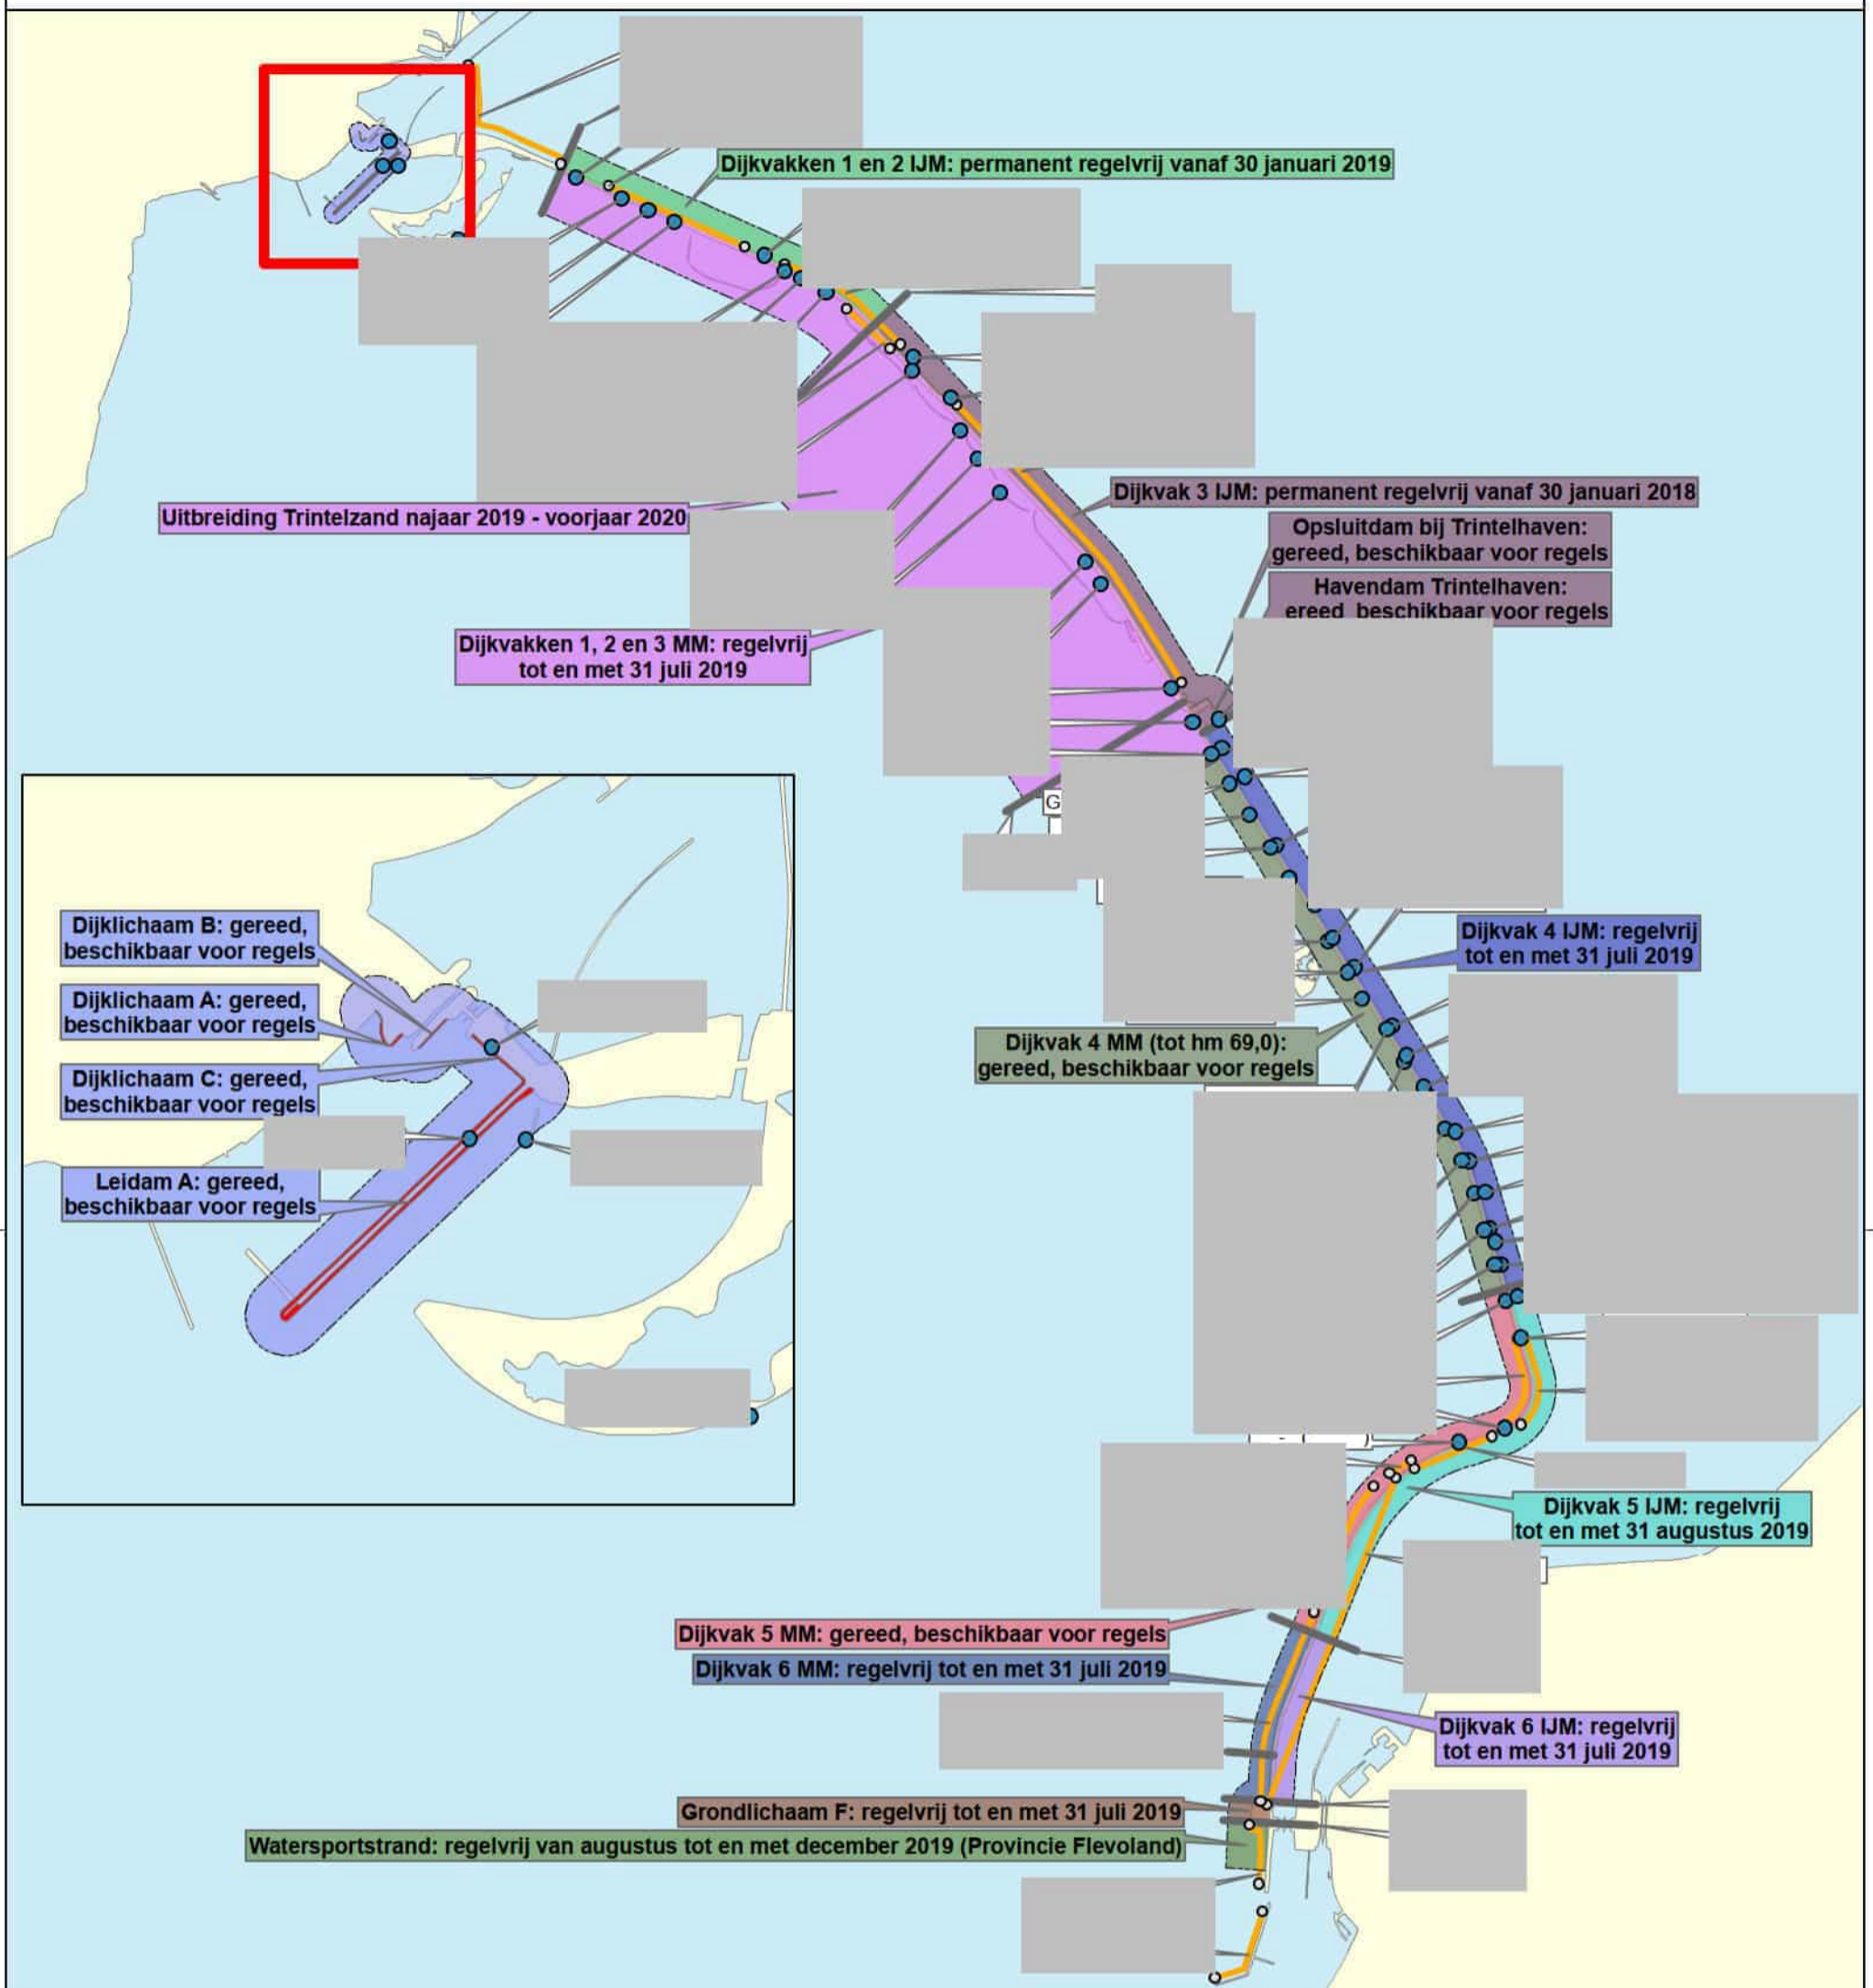 Dijkvakken 1 en 2 IJM: permanent regelvrij vanaf 30 januari 2019
Dijkvak 3 IJM: permanent regelvrij vanaf 30 januari 2018
Uitbreiding Trintelzand najaar 2019 - voorjaar 2020
Opsluitdam bij Trintelhaven:
gereed, beschikbaar voor regels
Havendam Trintelhaven:
ereed beschikbaar voor regels
Dijkvakken 1, 2 en 3 MM: regelvrij
tot en met 31 juli 2019
G
Dijklichaam B: gereed,
beschikbaar voor regels
Dijklichaam A: gereed,
beschikbaar voor regels
Dijklichaam C: gereed,
beschikbaar voor regels
Leidam A: gereed,
beschikbaar voor regels
Dijkvak 4 IJM: regelvrij
tot en met 31 juli 2019
Dijkvak 4 MM (tot hm 69,0):
gereed, beschikbaar voor regels
Dijkvak 5 IJM: regelvrij
tot en met 31 augustus 2019
Dijkvak 5 MM: gereed, beschikbaar voor regels
Dijkvak 6 MM: regelvrij tot en met 31 juli 2019
Dijkvak 6 IJM: regelvrij
tot en met 31 juli 2019
Grondlichaam F: regelvrij tot en met 31 juli 2019
Watersportstrand: regelvrij van augustus tot en met december 2019 (Provincie Flevoland)